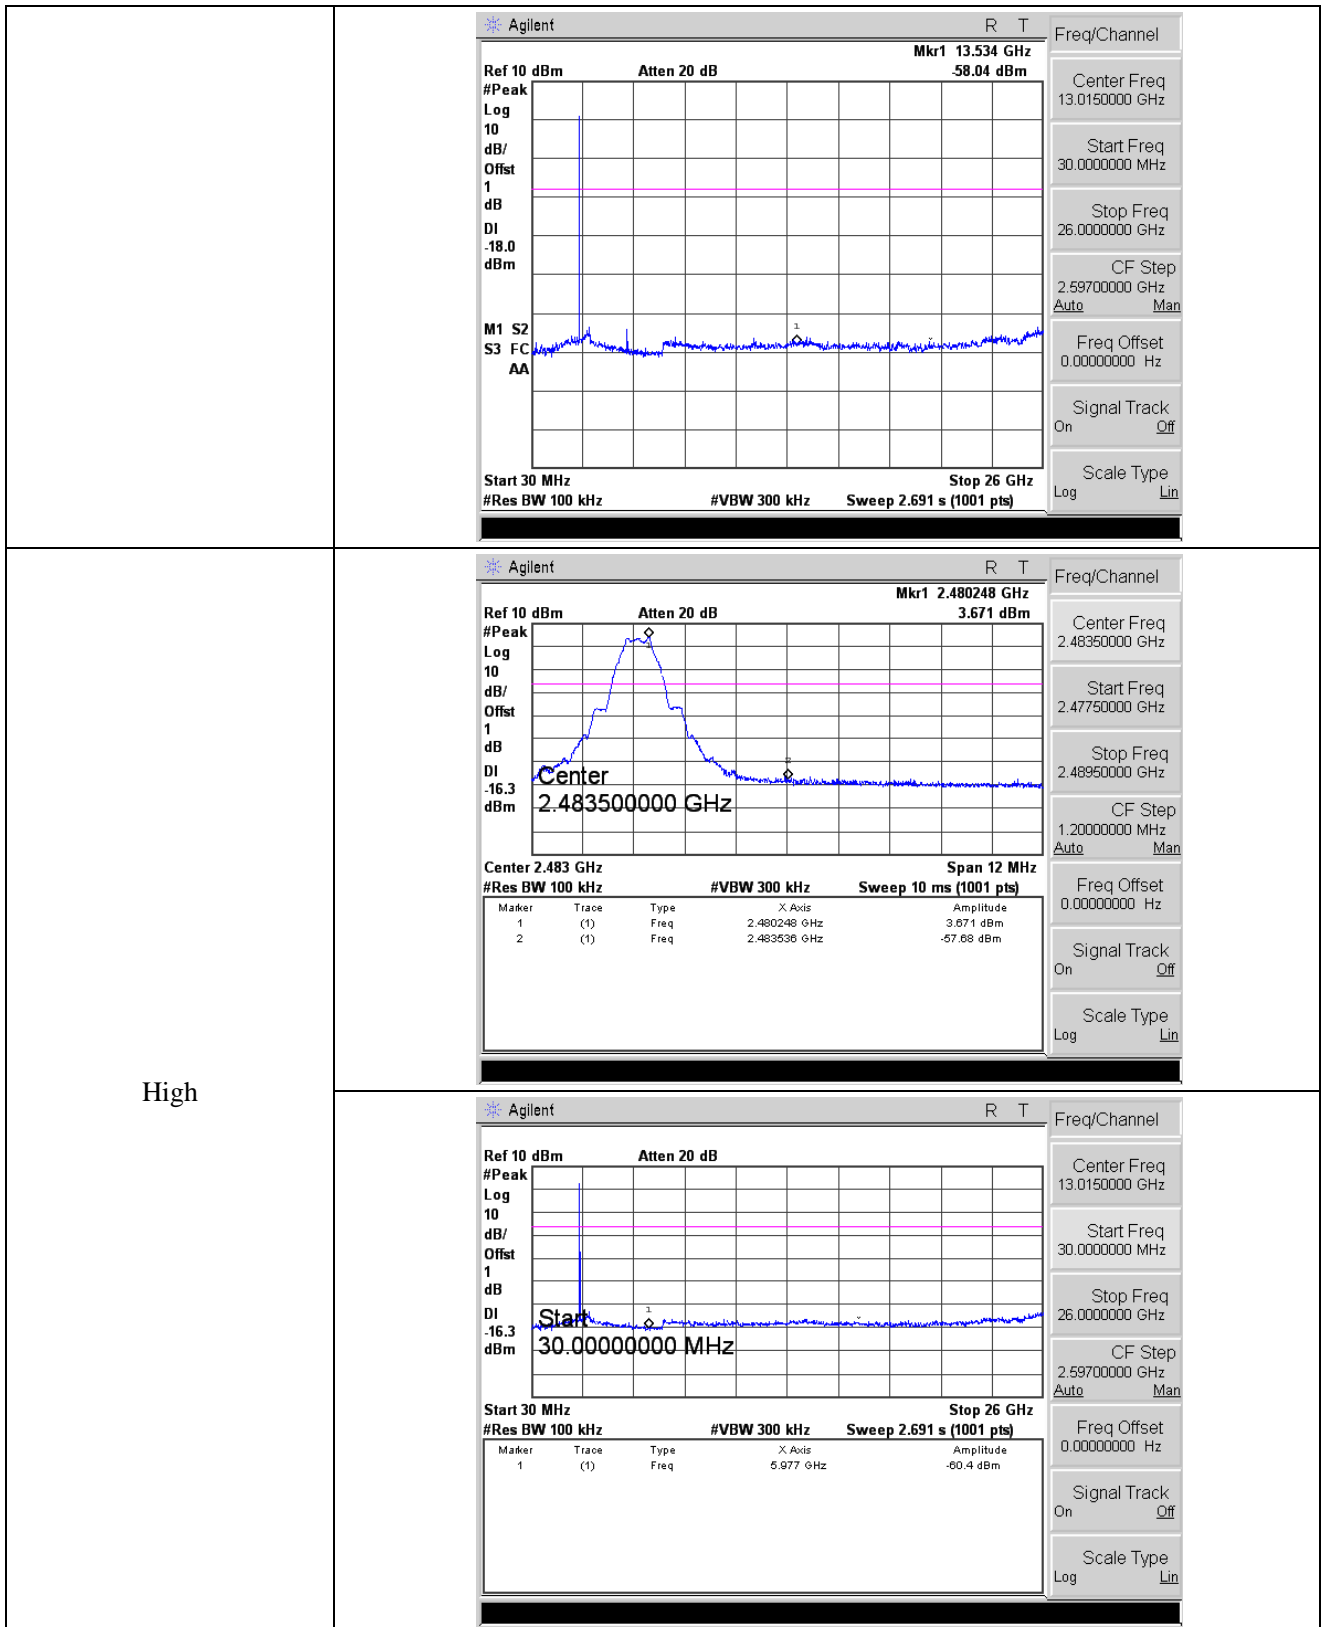 Agilent R T
Freq/Channel
Mkr1 13.534 GHz
Ref 10 dBm Atten 20 dB -58.04 dBm
#Peak
Log
10
dB/
Offst
1
dB
DI
-18.0
dBm
M1 S2
S3 FC
AA
1
Start 30 MHz Stop 26 GHz
#Res BW 100 kHz #VBW 300 kHz Sweep 2.691 s (1001 pts)
Center Freq
13.0150000 GHz
Start Freq
30.0000000 MHz
Stop Freq
26.0000000 GHz
CF Step
2.59700000 GHz
Auto Man
Freq Offset
0.00000000 Hz
Signal Track
On Off
Scale Type
Log Lin
High
Agilent R T
Freq/Channel
Mkr1 2.480248 GHz
Ref 10 dBm Atten 20 dB 3.671 dBm
#Peak
Log
10
dB/
Offst
1
dB
DI
-16.3
dBm
1
2
Center
2.483500000 GHz
Center 2.483 GHz Span 12 MHz
#Res BW 100 kHz #VBW 300 kHz Sweep 10 ms (1001 pts)
Marker Trace Type X Axis Amplitude
1 (1) Freq 2.480248 GHz 3.671 dBm
2 (1) Freq 2.483536 GHz -57.68 dBm
Center Freq
2.48350000 GHz
Start Freq
2.47750000 GHz
Stop Freq
2.48950000 GHz
CF Step
1.20000000 MHz
Auto Man
Freq Offset
0.00000000 Hz
Signal Track
On Off
Scale Type
Log Lin
Agilent R T
Freq/Channel
Ref 10 dBm Atten 20 dB
#Peak
Log
10
dB/
Offst
1
dB
DI
-16.3
dBm
1
Start
30.00000000 MHz
Start 30 MHz Stop 26 GHz
#Res BW 100 kHz #VBW 300 kHz Sweep 2.691 s (1001 pts)
Marker Trace Type X Axis Amplitude
1 (1) Freq 5.977 GHz -60.4 dBm
Center Freq
13.0150000 GHz
Start Freq
30.0000000 MHz
Stop Freq
26.0000000 GHz
CF Step
2.59700000 GHz
Auto Man
Freq Offset
0.00000000 Hz
Signal Track
On Off
Scale Type
Log Lin